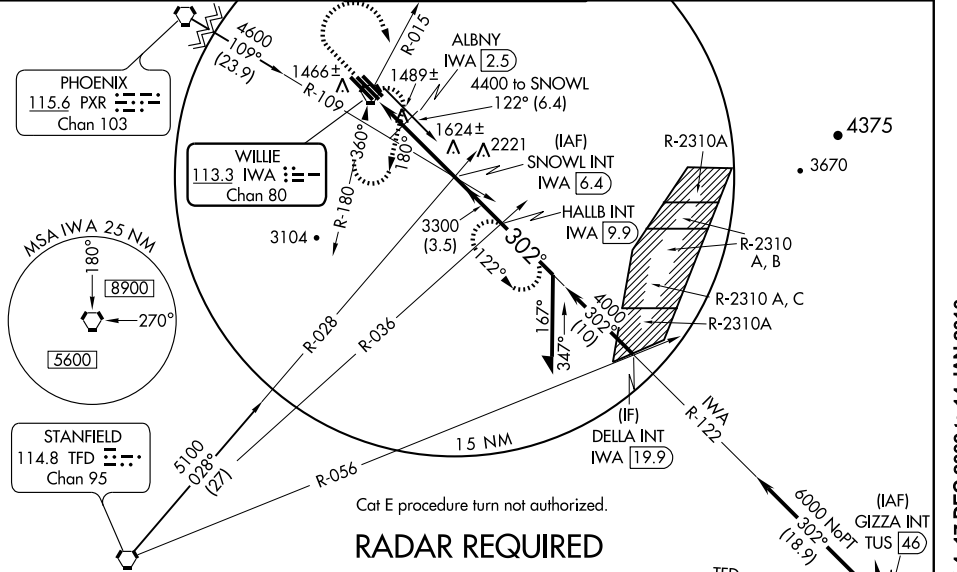 4600
109°
(23.9)
R-109
R-015
ALBNY
IWA 2.5
1466±
1489±
4400 to SNOWL
122° (6.4)
PHOENIX
115.6 PXR
Chan 103
WILLIE
113.3 IWA
Chan 80
360°
180°
R-180
A
1624±
2221
(IAF)
SNOWL INT
IWA 6.4
HALLB INT
IWA 9.9
3300
(3.5)
302°
122°
3104
4375
3670
R-2310A
R-2310
A, B
R-2310 A, C
R-2310A
MSA IWA 25 NM
180°
8900
270°
5600
R-028
R-036
4000
302°
(10)
167°
347°
STANFIELD
114.8 TFD
Chan 95
5100
028°
(27)
R-056
15 NM
(IF)
DELLA INT
IWA 19.9
IWA
R-122
Cat E procedure turn not authorized.
RADAR REQUIRED
6000 NoPT
302°
(18.9)
(IAF)
GIZZA INT
TUS 46